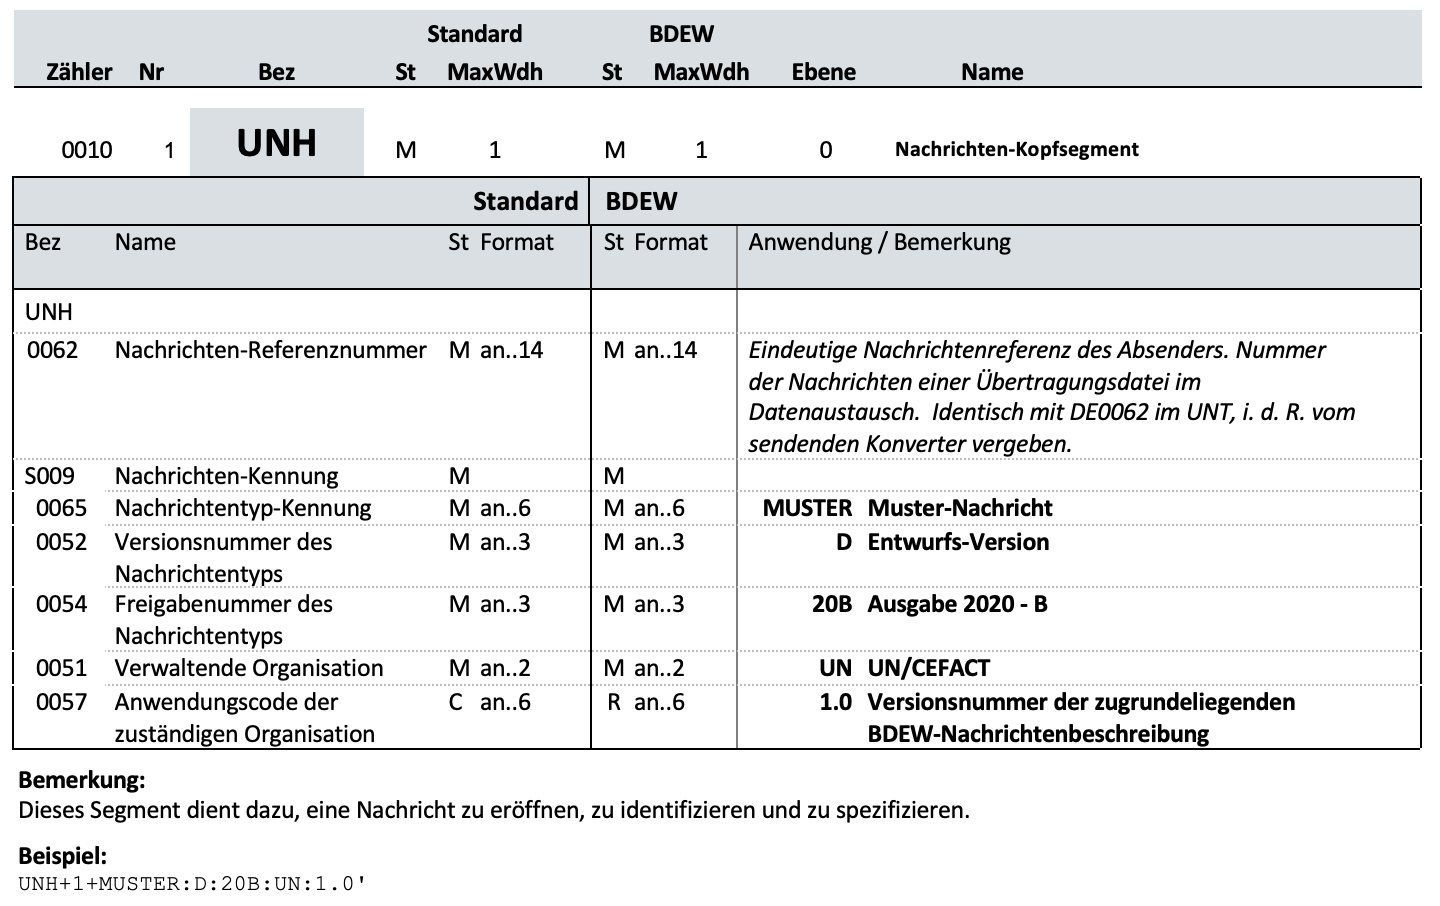 Standard BDEW
Zähler Nr Bez St MaxWdh St MaxWdh Ebene Name
0010 1 UNH M 1 M 1 0 Nachrichten-Kopfsegment
Standard BDEW
Bez Name St Format St Format Anwendung / Bemerkung
UNH
0062 Nachrichten-Referenznummer M an..14 M an..14 Eindeutige Nachrichtenreferenz des Absenders. Nummer
der Nachrichten einer Übertragungsdatei im
Datenaustausch. Identisch mit DE0062 im UNT, i. d. R. vom
sendenden Konverter vergeben.
S009 Nachrichten-Kennung M M
0065 Nachrichtentyp-Kennung M an..6 M an..6 MUSTER Muster-Nachricht
0052 Versionsnummer des M an..3 M an..3 D Entwurfs-Version
Nachrichtentyps
0054 Freigabenummer des M an..3 M an..3 20B Ausgabe 2020 - B
Nachrichtentyps
0051 Verwaltende Organisation M an..2 M an..2 UN UN/CEFACT
0057 Anwendungscode der C an..6 R an..6 1.0 Versionsnummer der zugrundeliegenden
zuständigen Organisation BDEW-Nachrichtenbeschreibung
Bemerkung:
Dieses Segment dient dazu, eine Nachricht zu eröffnen, zu identifizieren und zu spezifizieren.
Beispiel:
UNH+1+MUSTER:D:20B:UN:1.0'